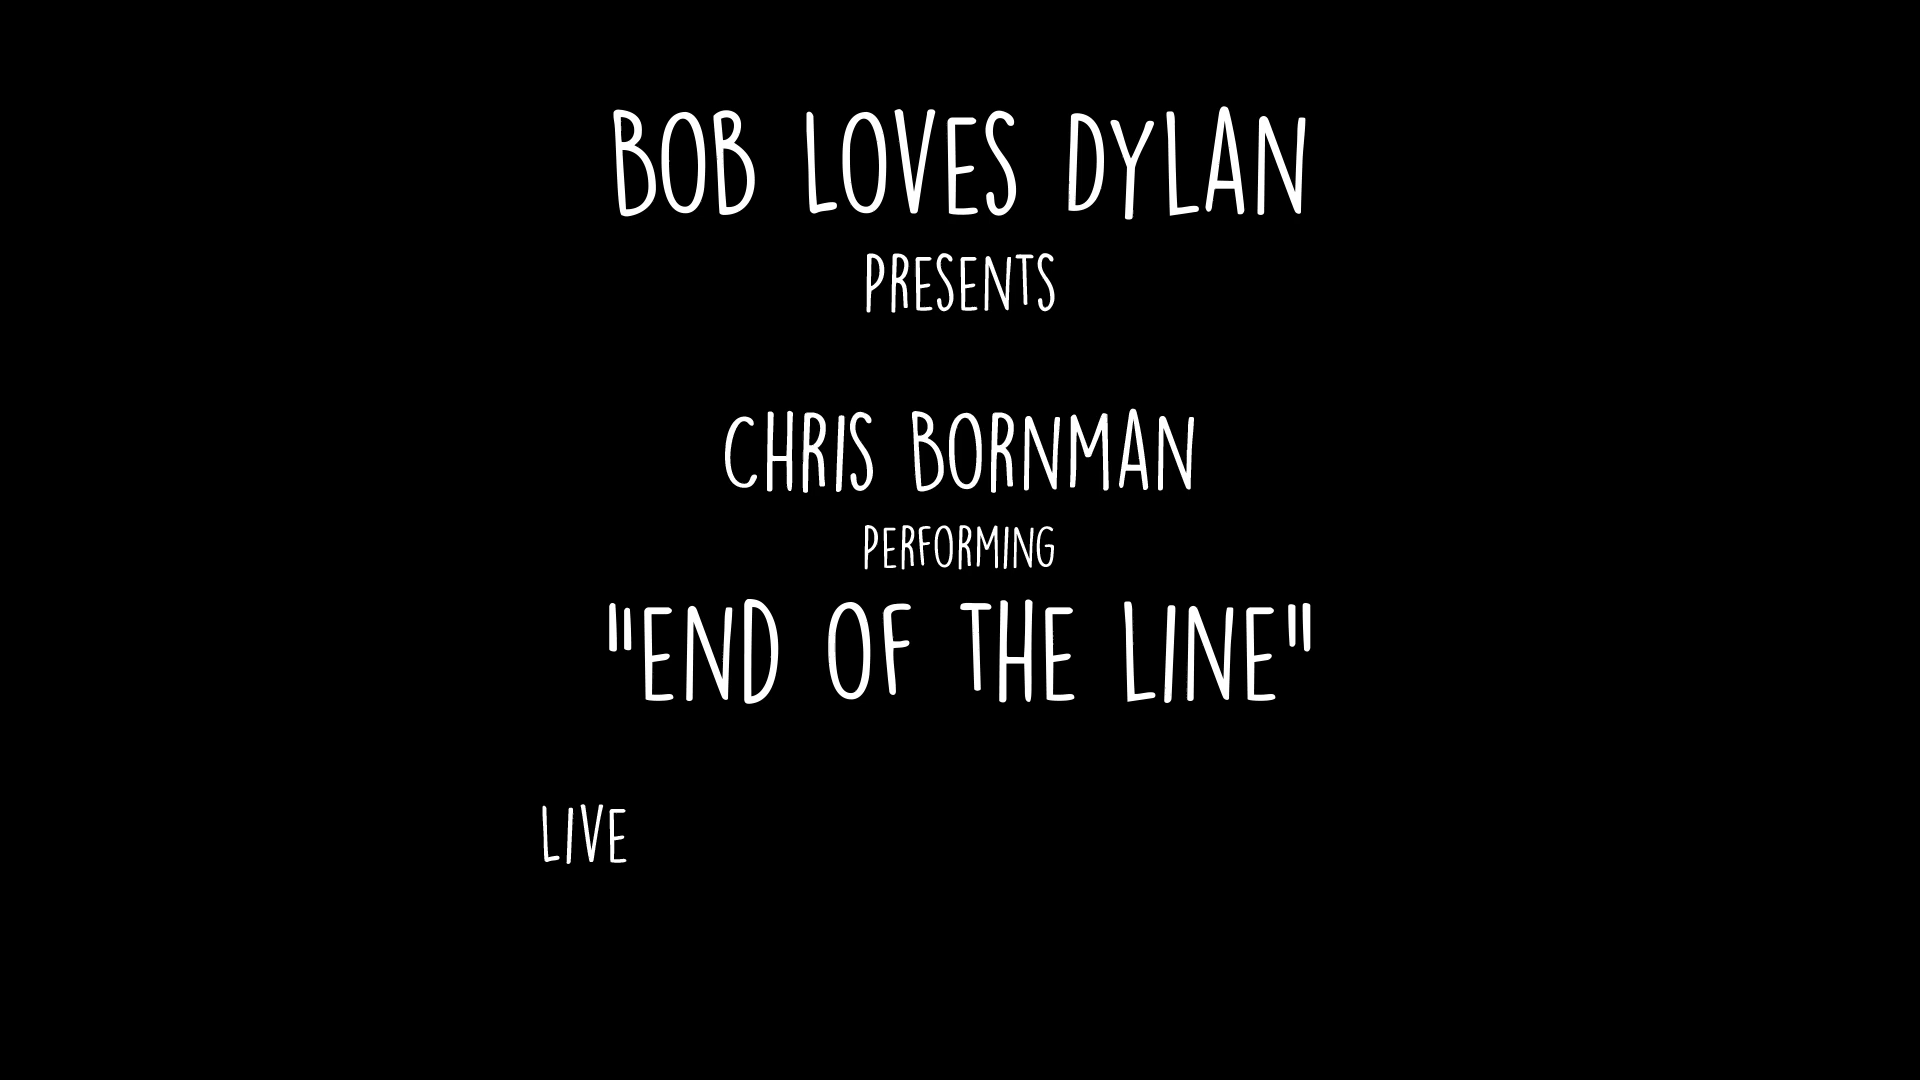 BOB LOVES DYLAN
PRESENTS
CHRIS BORNMAN
PERFORMING
"END OF THE LINE"
LIVE